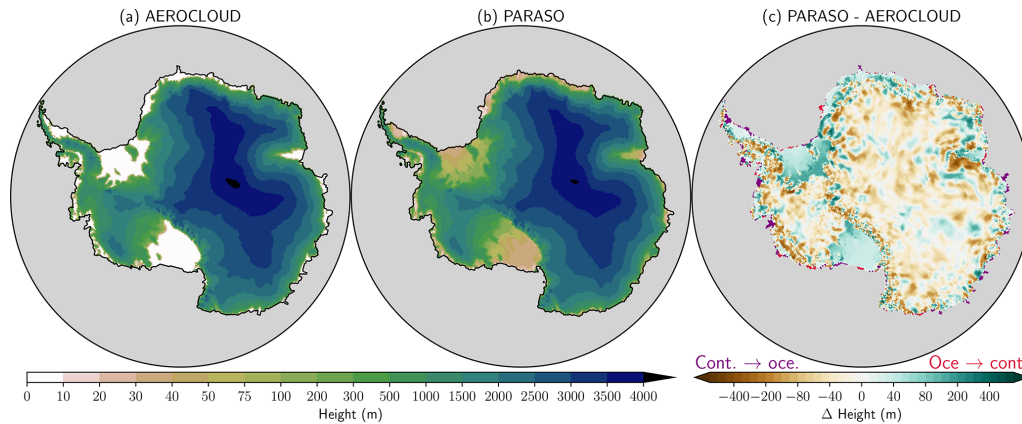 (a) AEROCLOUD
(b) PARASO
(c) PARASO - AEROCLOUD
Cont. → oce.
Oce → cont
0 10 20 30 40 50 75 100 200 300 500 1000 1500 2000 2500 3000 3500 4000
Height (m)
−400 −200 −80 −40 0 40 80 200 400
Δ Height (m)